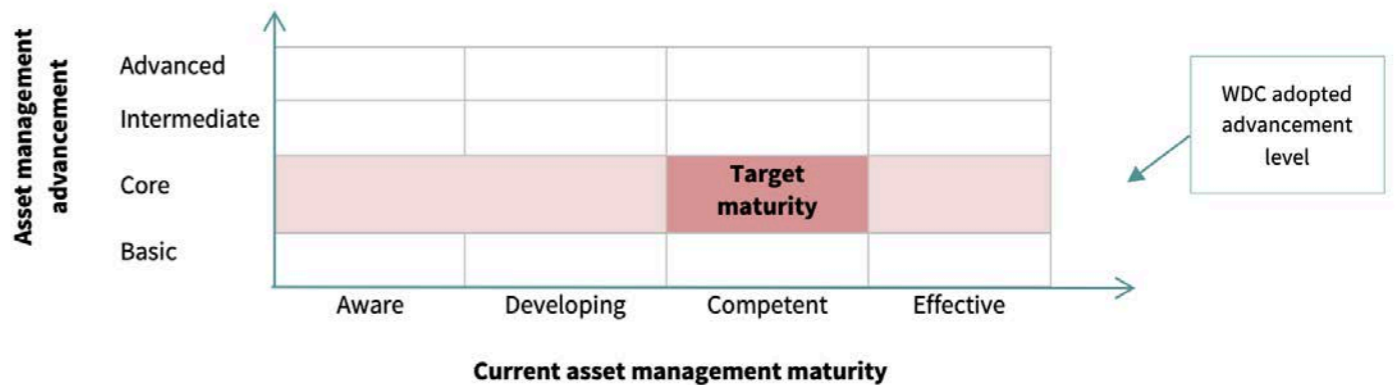 Asset management
advancement
Advanced
Intermediate
Core
Basic
Target
maturity
WDC adopted
advancement
level
Aware
Developing
Competent
Effective
Current asset management maturity